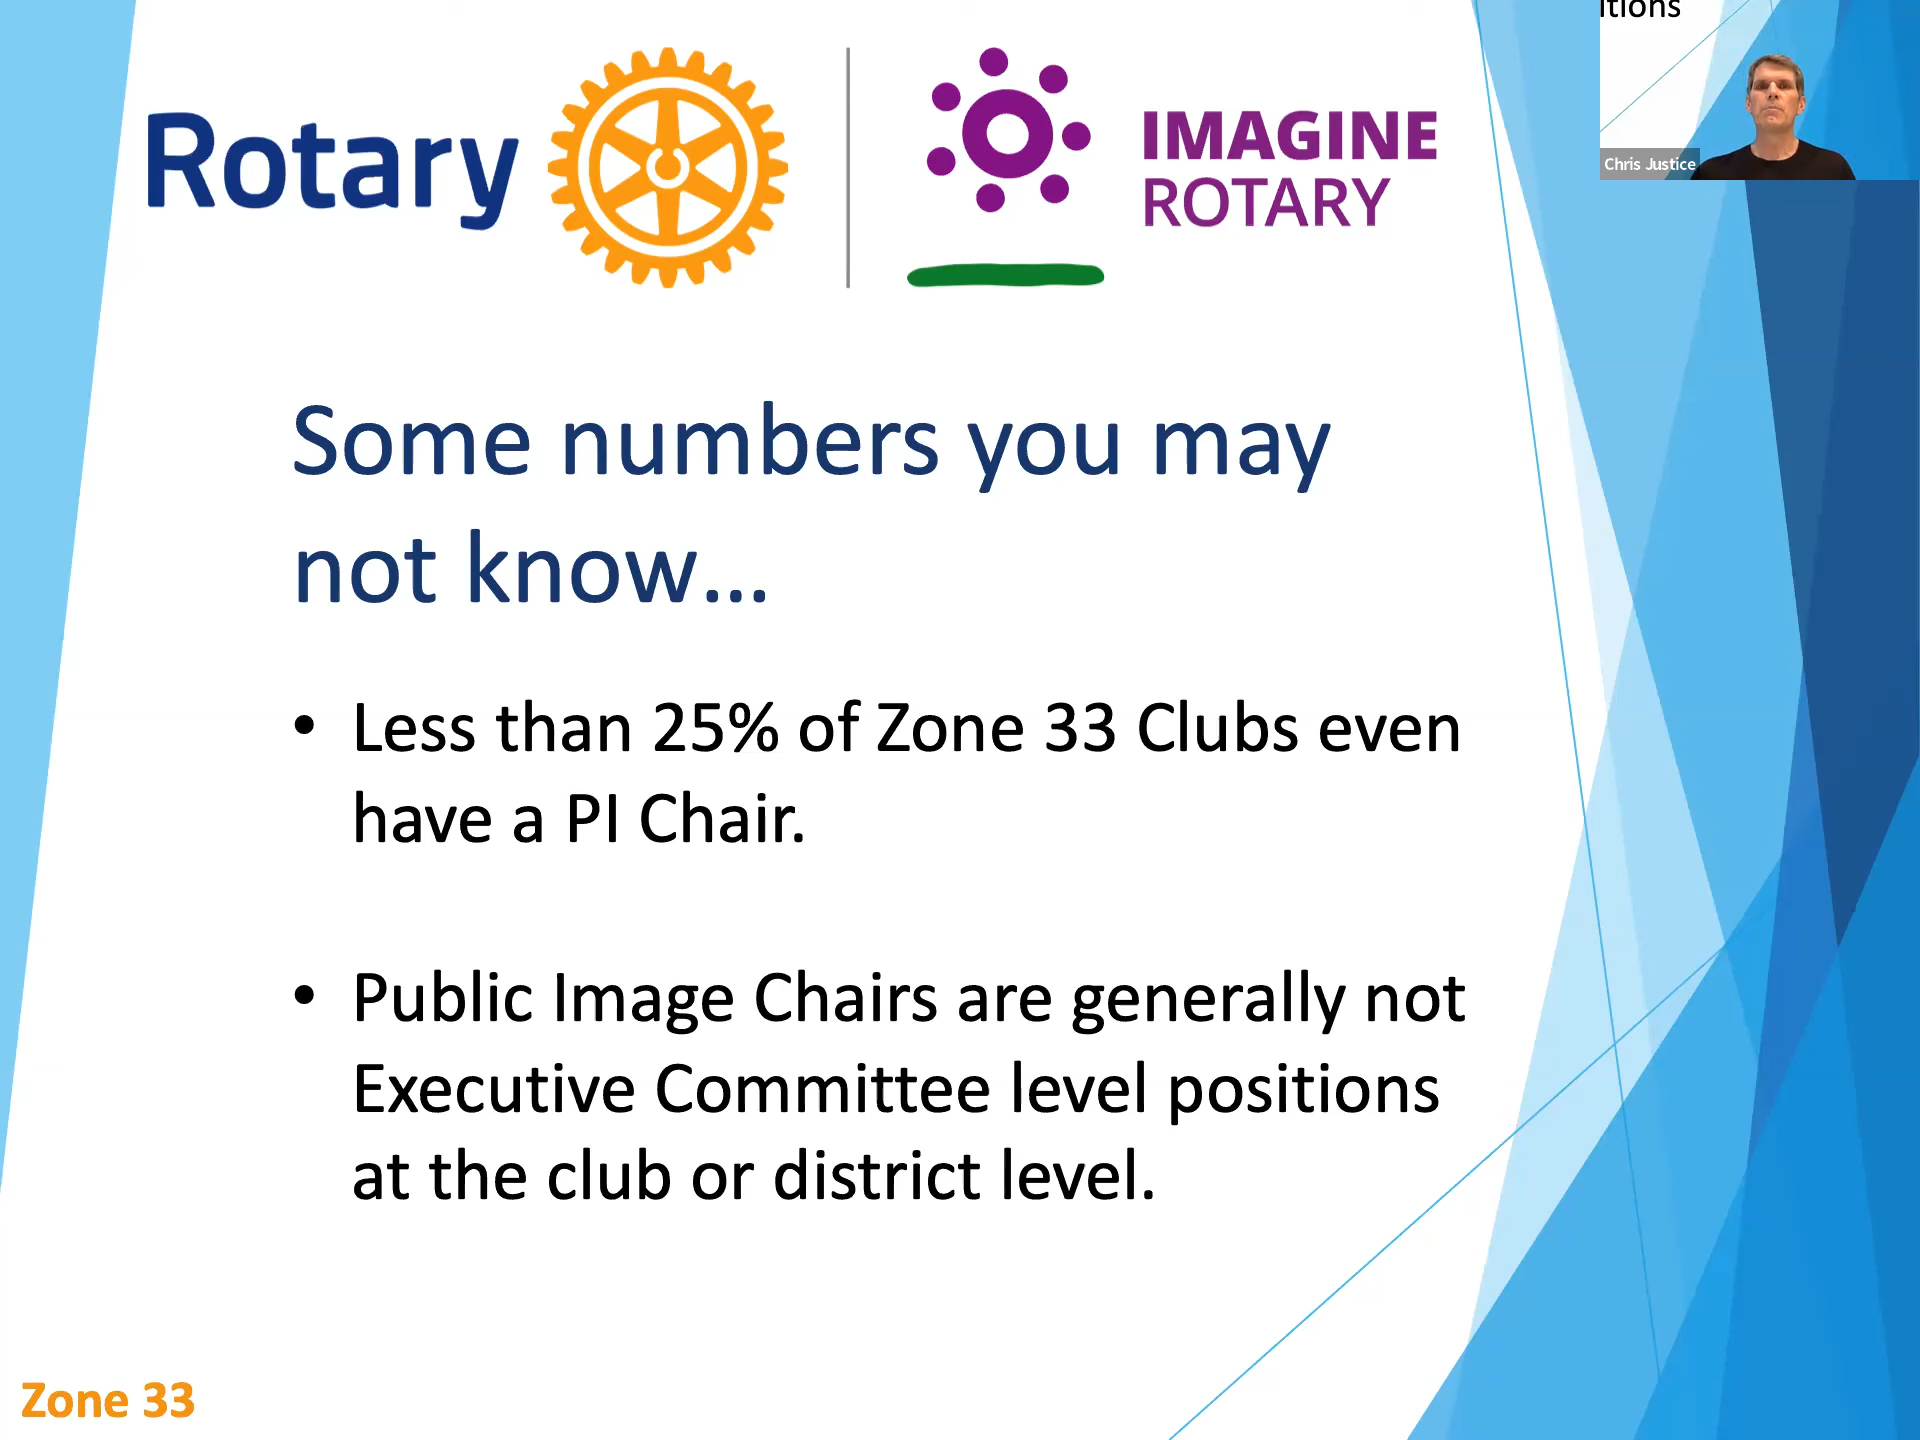 itions
Chris Justice
Rotary
IMAGINE
ROTARY
Some numbers you may
not know...
• Less than 25% of Zone 33 Clubs even
have a PI Chair.
• Public Image Chairs are generally not
Executive Committee level positions
at the club or district level.
Zone 33